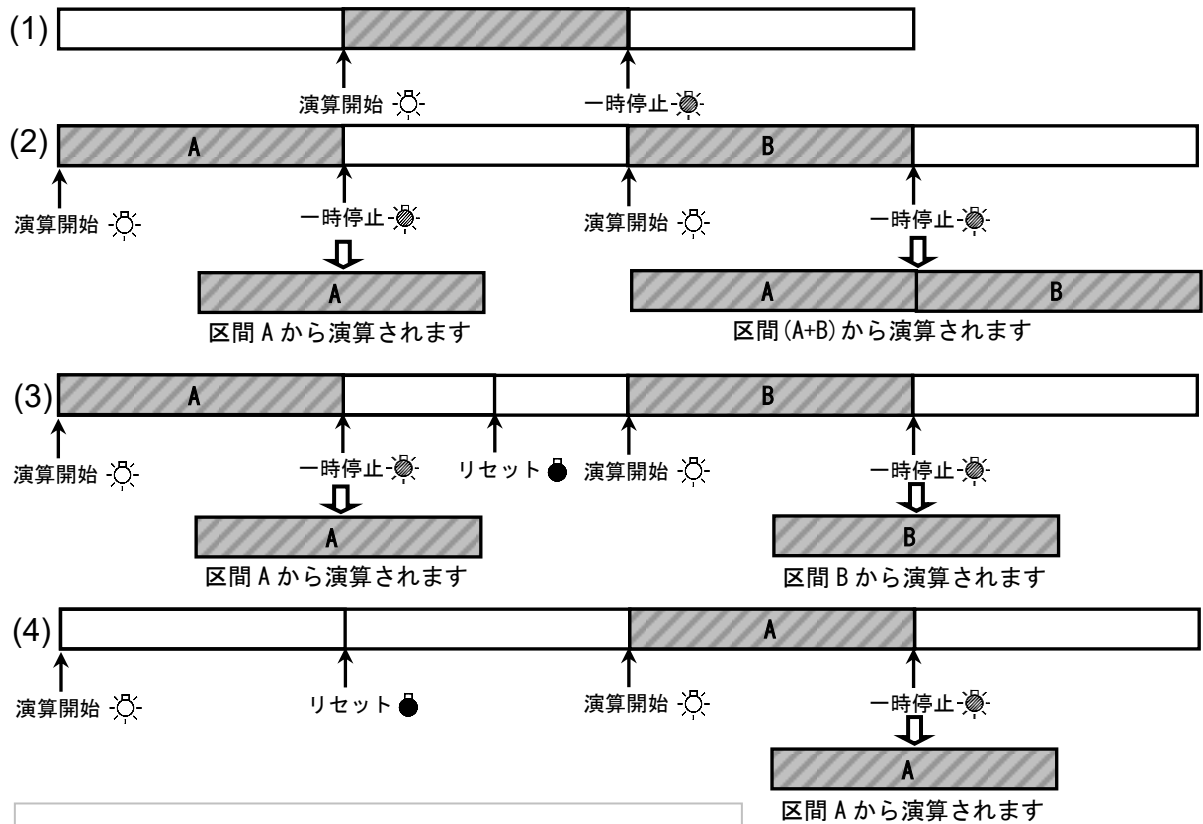 (1)
演算開始
一時停止
(2)
A
B
演算開始
一時停止
演算開始
一時停止
A
A
B
区間 A から演算されます
区間(A+B)から演算されます
(3)
A
B
演算開始
一時停止
リセット
演算開始
一時停止
A
B
区間 A から演算されます
区間 B から演算されます
(4)
A
演算開始
リセット
演算開始
一時停止
A
区間 A から演算されます